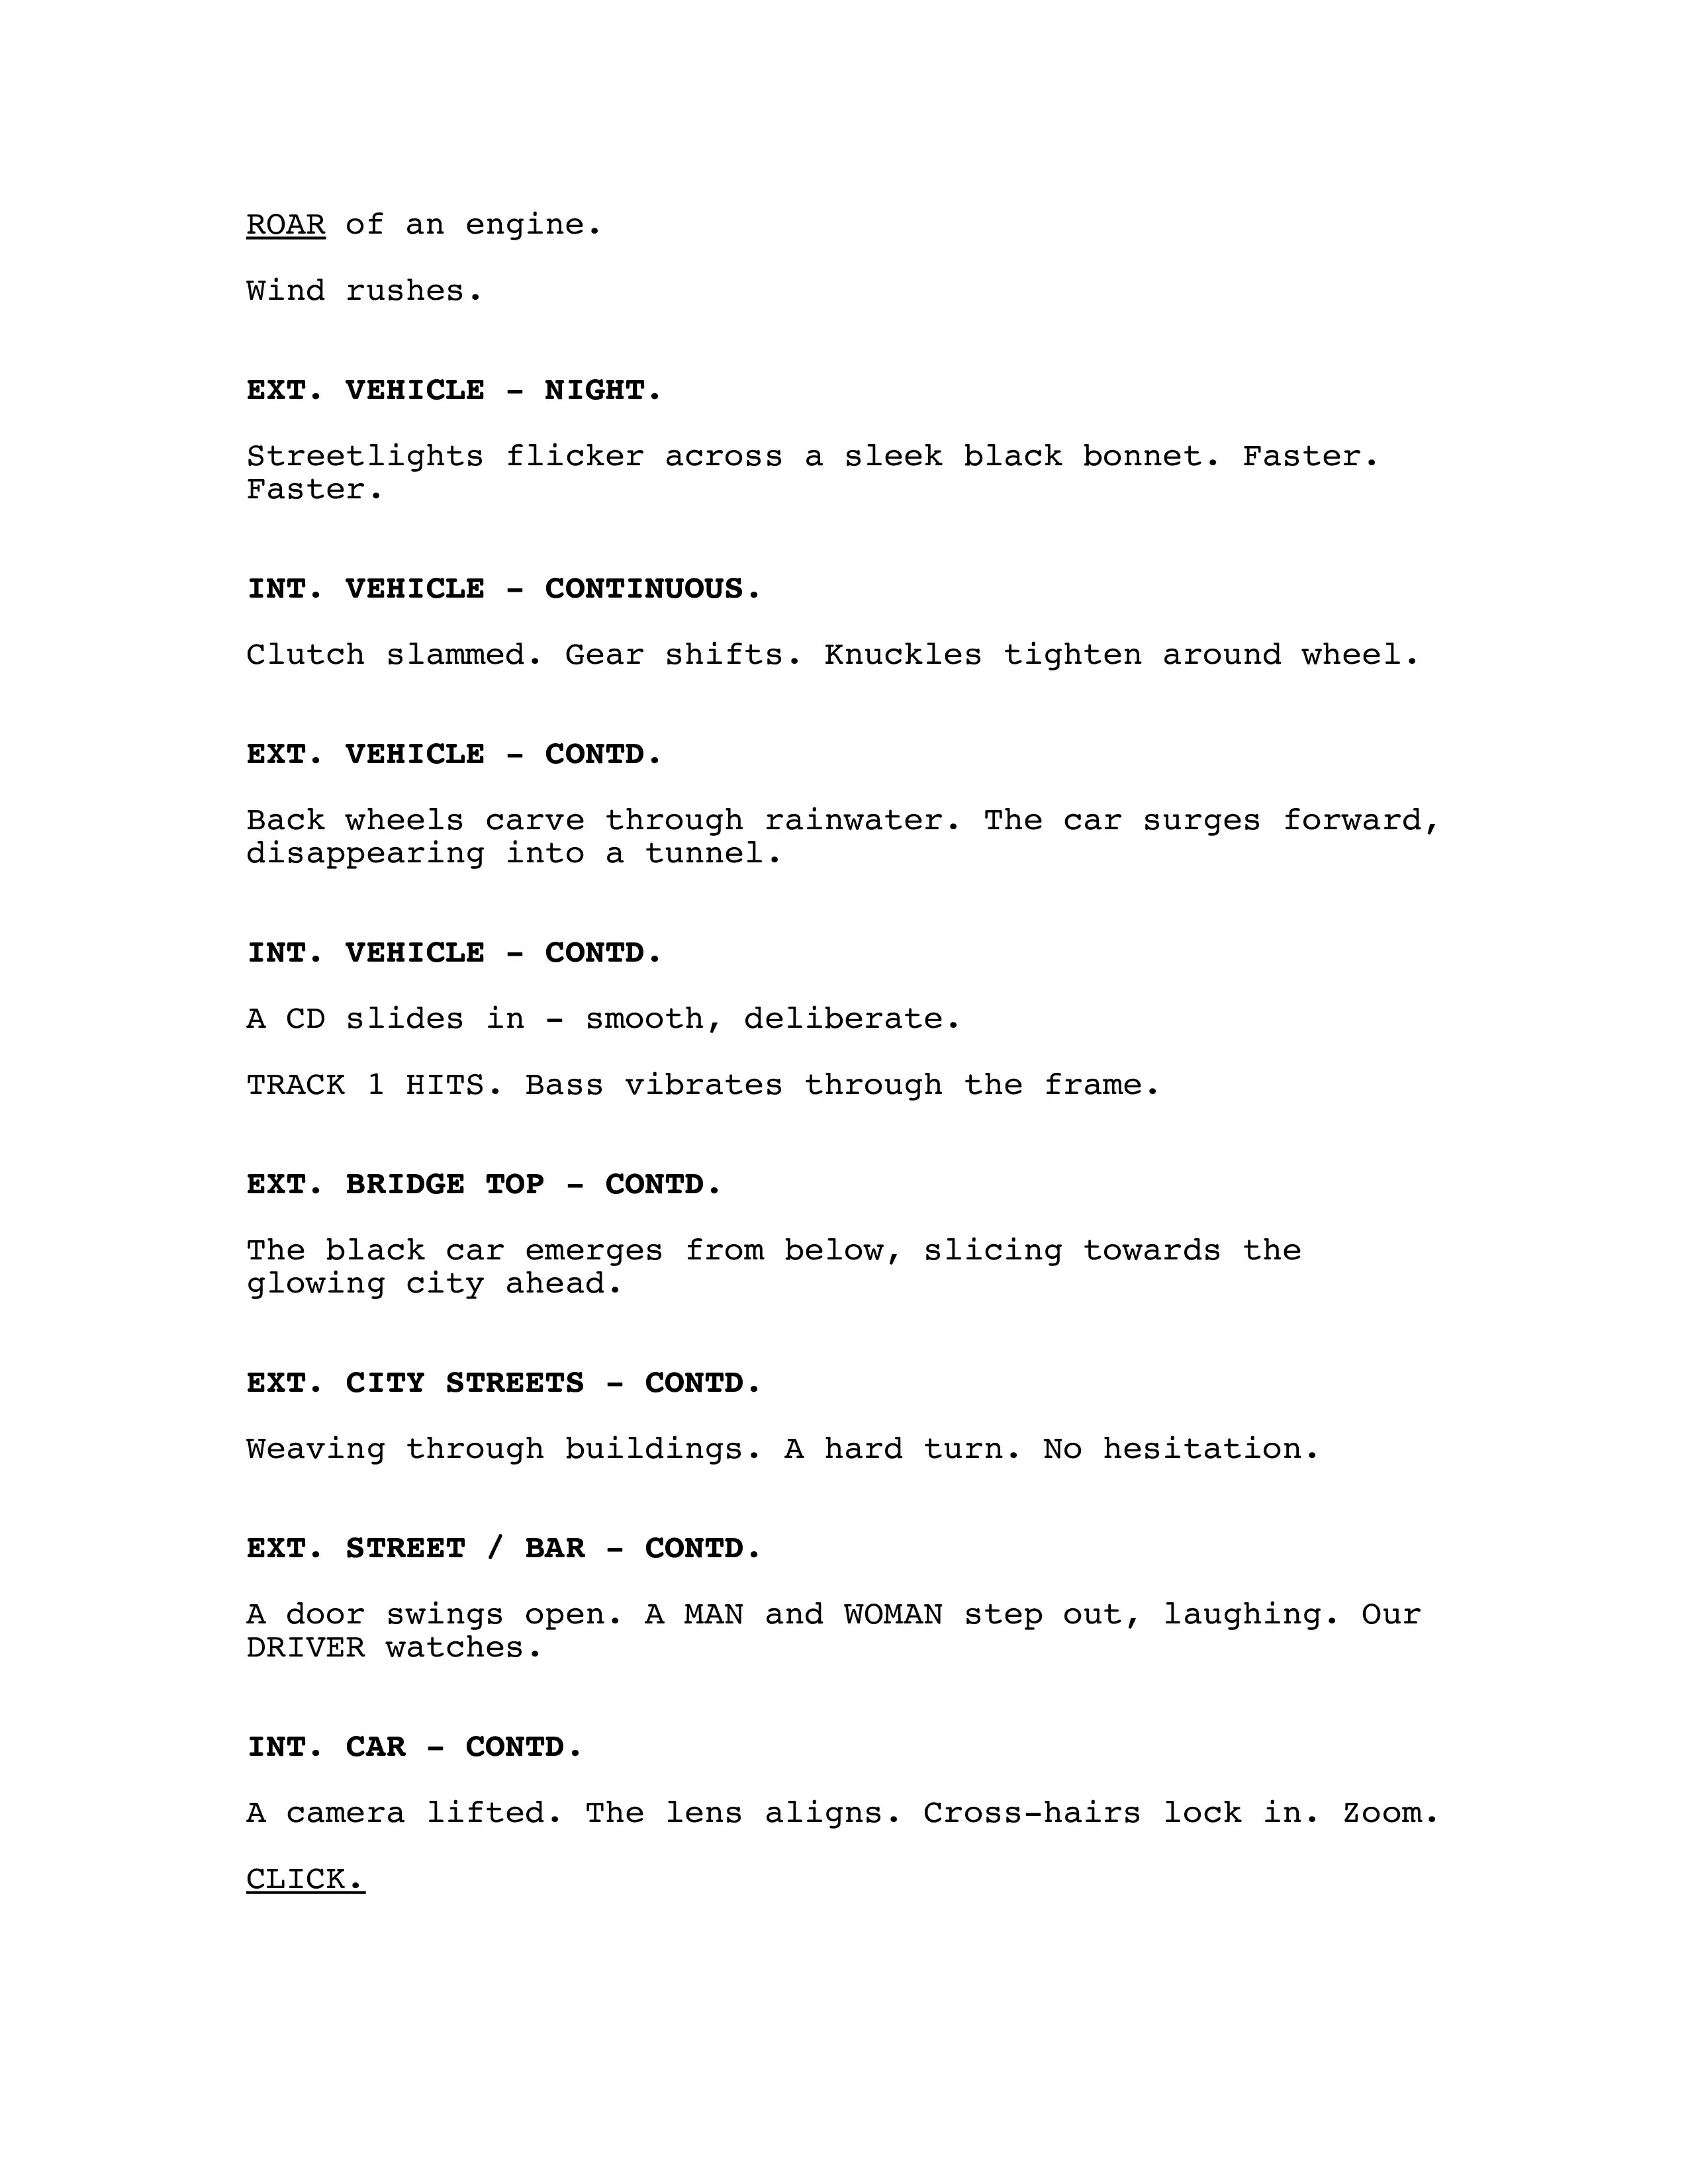 ROAR of an engine.
Wind rushes.
EXT. VEHICLE - NIGHT.
Streetlights flicker across a sleek black bonnet. Faster.
Faster.
INT. VEHICLE - CONTINUOUS.
Clutch slammed. Gear shifts. Knuckles tighten around wheel.
EXT. VEHICLE - CONTD.
Back wheels carve through rainwater. The car surges forward,
disappearing into a tunnel.
INT. VEHICLE - CONTD.
A CD slides in - smooth, deliberate.
TRACK 1 HITS. Bass vibrates through the frame.
EXT. BRIDGE TOP - CONTD.
The black car emerges from below, slicing towards the
glowing city ahead.
EXT. CITY STREETS - CONTD.
Weaving through buildings. A hard turn. No hesitation.
EXT. STREET / BAR - CONTD.
A door swings open. A MAN and WOMAN step out, laughing. Our
DRIVER watches.
INT. CAR - CONTD.
A camera lifted. The lens aligns. Cross-hairs lock in. Zoom.
CLICK.